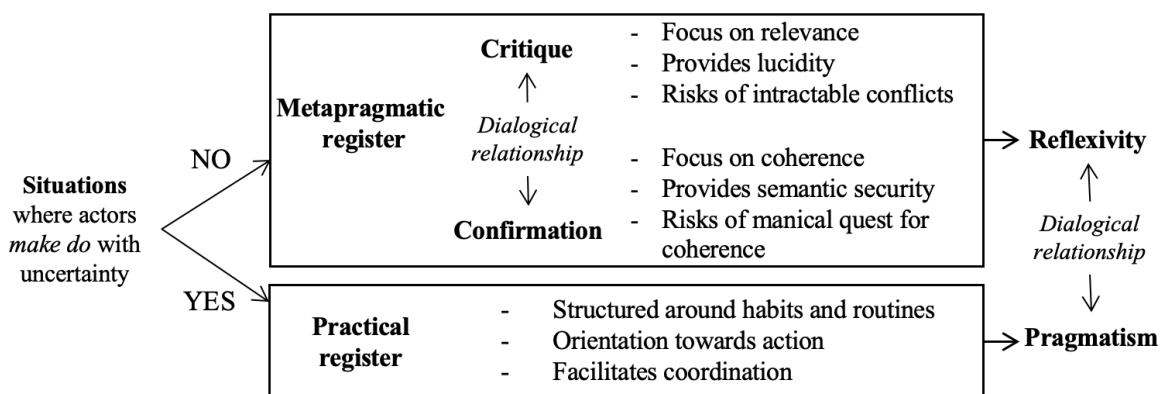 Situations
where actors
make do with
uncertainty
NO
YES
Metapragmatic
register
Critique
Dialogical
relationship
Confirmation
- Focus on relevance
- Provides lucidity
- Risks of intractable conflicts
- Focus on coherence
- Provides semantic security
- Risks of manical quest for
coherence
Practical
register
- Structured around habits and routines
- Orientation towards action
- Facilitates coordination
Reflexivity
Dialogical
relationship
Pragmatism